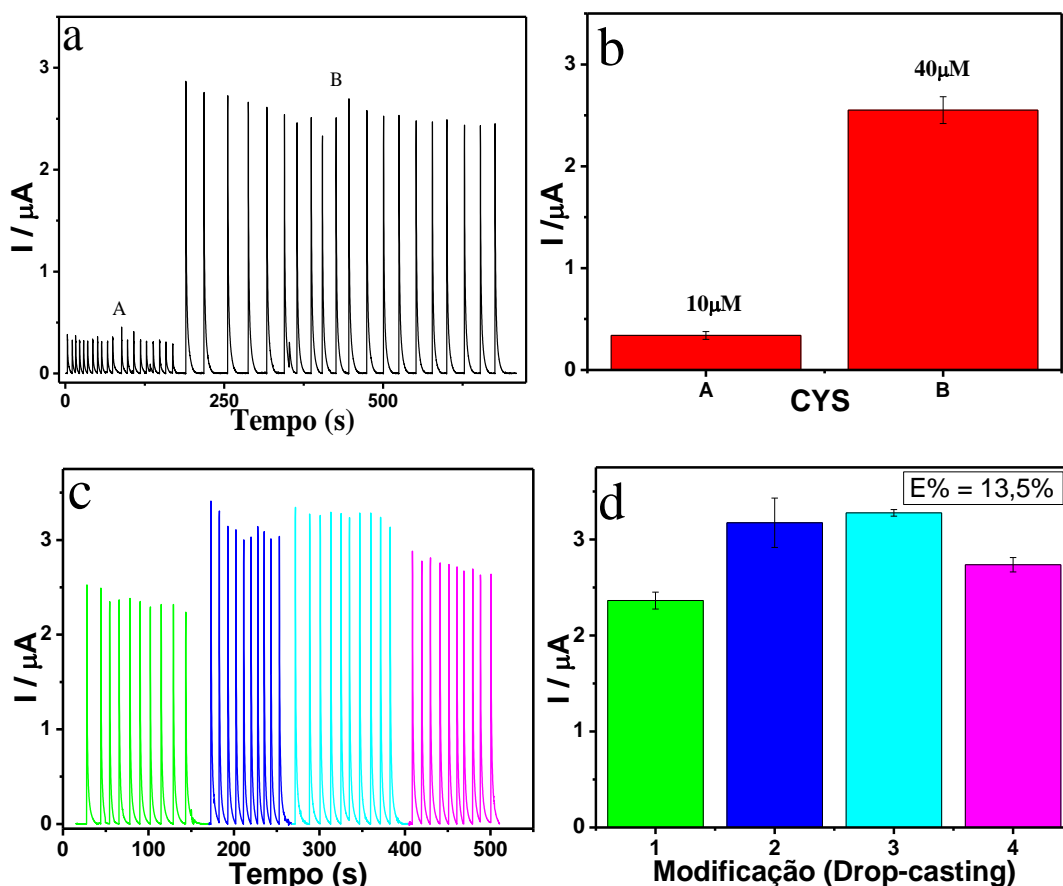 a
I / μA
3
2
1
0
A
B
0
250
500
Tempo (s)
b
I /μA
3
2
1
0
10μM
40μM
A
B
CYS
c
I / μA
3
2
1
0
0
100
200
300
400
500
Tempo (s)
d
E% = 13,5%
I / μA
3
2
1
0
1
2
3
4
Modificação (Drop-casting)